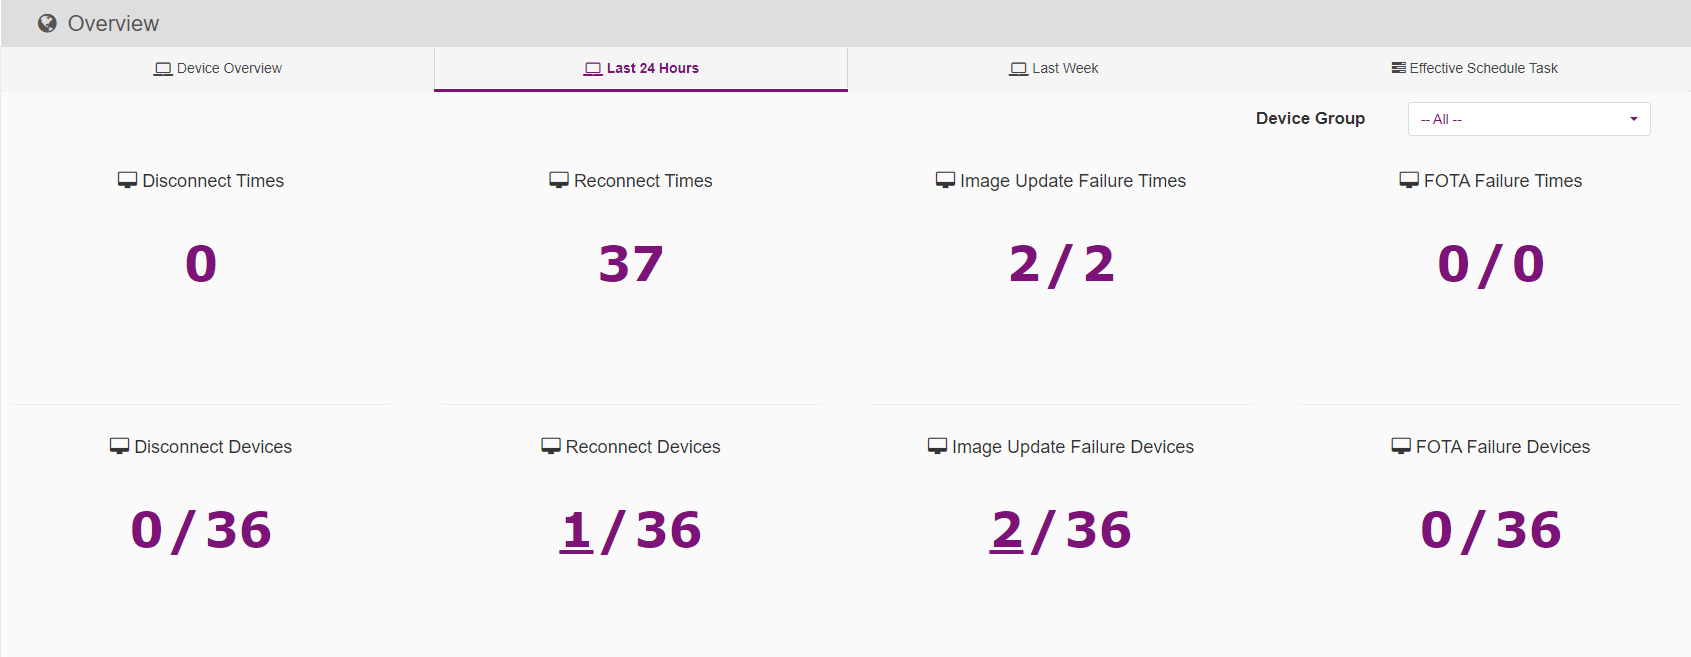 Overview
Device Overview
Last 24 Hours
Last Week
Effective Schedule Task
Device Group
-- All --
Disconnect Times
Reconnect Times
Image Update Failure Times
FOTA Failure Times
0
37
2/2
0/0
Disconnect Devices
Reconnect Devices
Image Update Failure Devices
FOTA Failure Devices
0/36
1/36
2/36
0/36